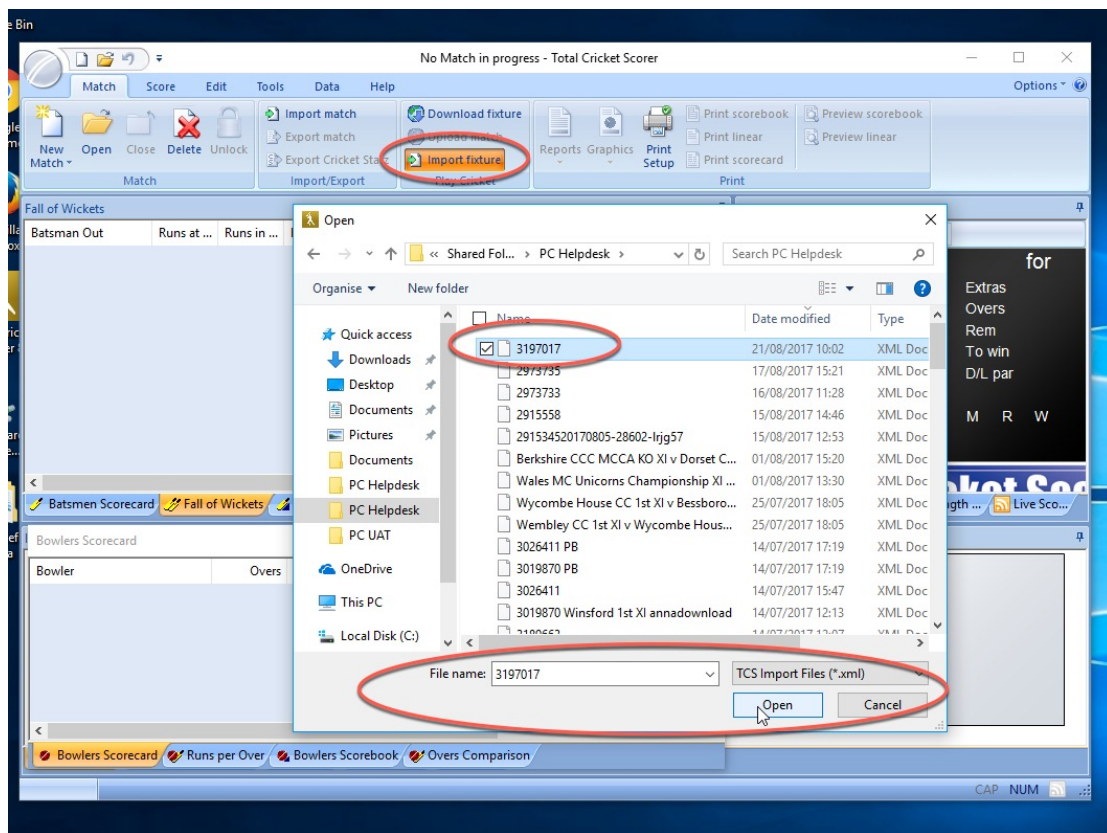 e Bin
No Match in progress - Total Cricket Scorer
Match Score Edit Tools Data Help Options
New Match Open Close Delete Unlock
Match
Import match
Export match
Export Cricket Statz
Import/Export
Download fixture
Upload match
Import fixture
Play Cricket
Reports Graphics Print Setup
Print scorebook
Print linear
Print scorecard
Preview scorebook
Preview linear
Print
Fall of Wickets
Batsman Out Runs at ... Runs in ...
Open
« Shared Fol... › PC Helpdesk ›
Search PC Helpdesk
Organise New folder
Name Date modified Type
3197017 21/08/2017 10:02 XML Doc
2973735 17/08/2017 15:21 XML Doc
2973733 16/08/2017 11:28 XML Doc
2915558 15/08/2017 14:46 XML Doc
291534520170805-28602-lrjg57 15/08/2017 12:53 XML Doc
Berkshire CCC MCCA KO XI v Dorset C... 01/08/2017 15:20 XML Doc
Wales MC Unicorns Championship XI ... 01/08/2017 13:30 XML Doc
Wycombe House CC 1st XI v Bessboro... 25/07/2017 18:05 XML Doc
Wembley CC 1st XI v Wycombe Hous... 25/07/2017 18:05 XML Doc
3026411 PB 14/07/2017 17:19 XML Doc
3019870 PB 14/07/2017 17:19 XML Doc
3026411 14/07/2017 15:47 XML Doc
3019870 Winsford 1st XI annadownload 14/07/2017 12:13 XML Doc
Quick access
Downloads
Desktop
Documents
Pictures
Documents
PC Helpdesk
PC Helpdesk
PC UAT
OneDrive
This PC
Local Disk (C:)
File name: 3197017 TCS Import Files (*.xml)
Open Cancel
for
Extras
Overs
Rem
To win
D/L par
M R W
Batsmen Scorecard Fall of Wickets
gth ... Live Sco...
Bowlers Scorecard
Bowler Overs
Bowlers Scorecard Runs per Over Bowlers Scorebook Overs Comparison
CAP NUM